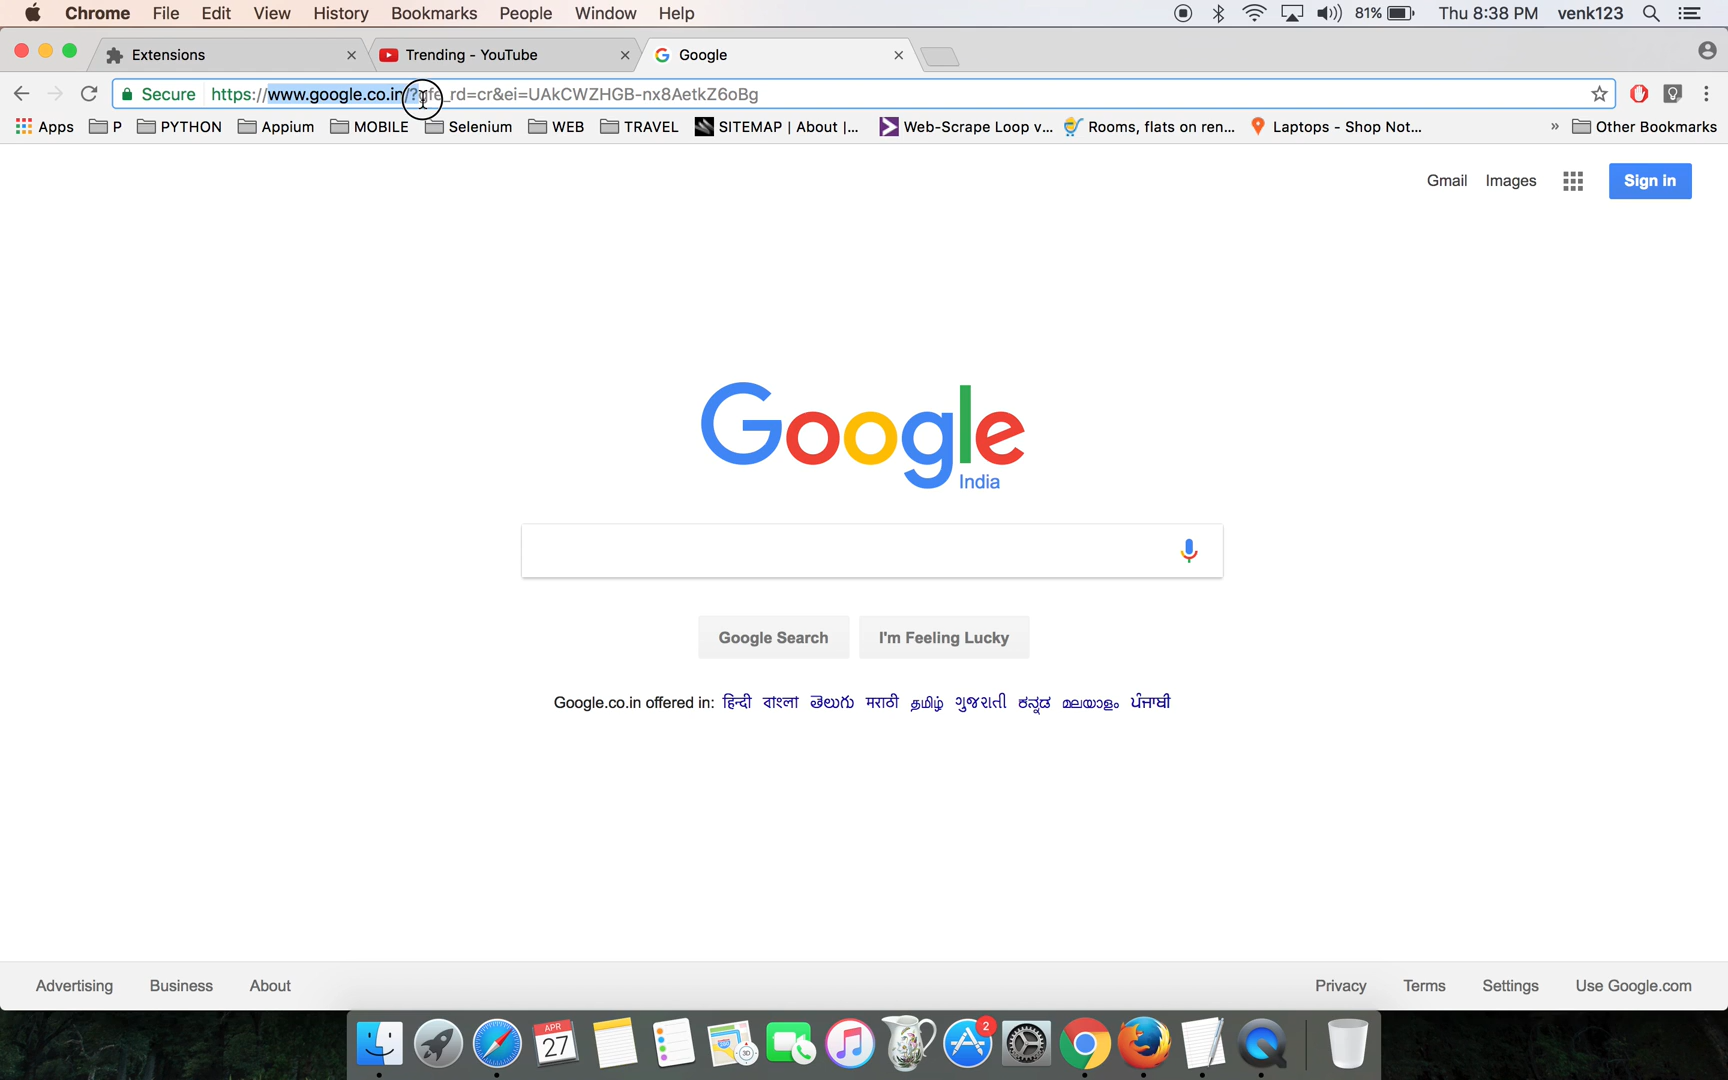 Chrome File Edit View History Bookmarks People Window Help 81% Thu 8:38 PM venk123
Extensions Trending - YouTube Google
Secure https://www.google.co.in/?gfe_rd=cr&ei=UAkCWZHGB-nx8AetkZ6oBg
Apps P PYTHON Appium MOBILE Selenium WEB TRAVEL SITEMAP | About |... Web-Scrape Loop v... Rooms, flats on ren... Laptops - Shop Not... » Other Bookmarks
Gmail Images Sign in
Google
India
Google Search I'm Feeling Lucky
Google.co.in offered in: हिन्दी বাংলা తెలుగు मराठी தமிழ் ગુજરાતી ಕನ್ನಡ മലയാളം ਪੰਜਾਬੀ
Advertising Business About Privacy Terms Settings Use Google.com
APR
27
3D
2